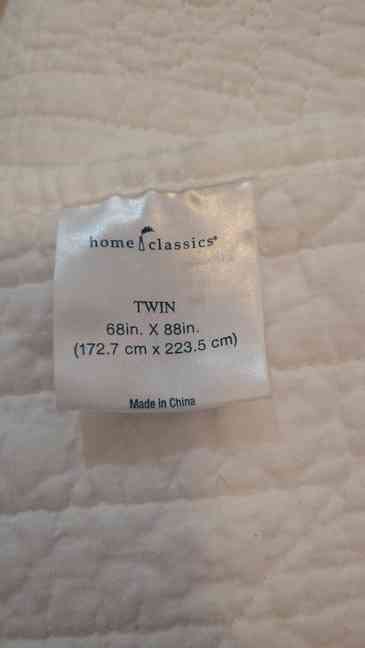 home classics®
TWIN
68in. X 88in.
(172.7 cm x 223.5 cm)
Made in China